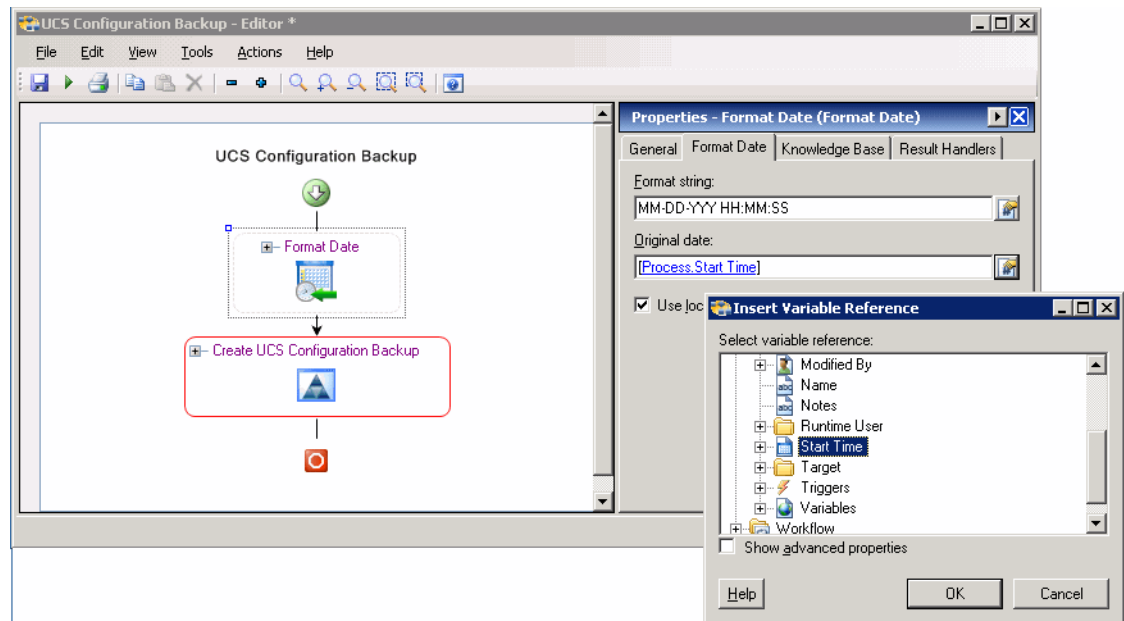 UCS Configuration Backup - Editor *
File Edit View Tools Actions Help
UCS Configuration Backup
Format Date
Create UCS Configuration Backup
Properties - Format Date (Format Date)
General Format Date Knowledge Base Result Handlers
Format string:
MM-DD-YYY HH:MM:SS
Original date:
[Process.Start Time]
Use loc
Insert Variable Reference
Select variable reference:
Modified By
abc Name
abc Notes
Runtime User
Start Time
Target
Triggers
Variables
Workflow
Show advanced properties
Help OK Cancel